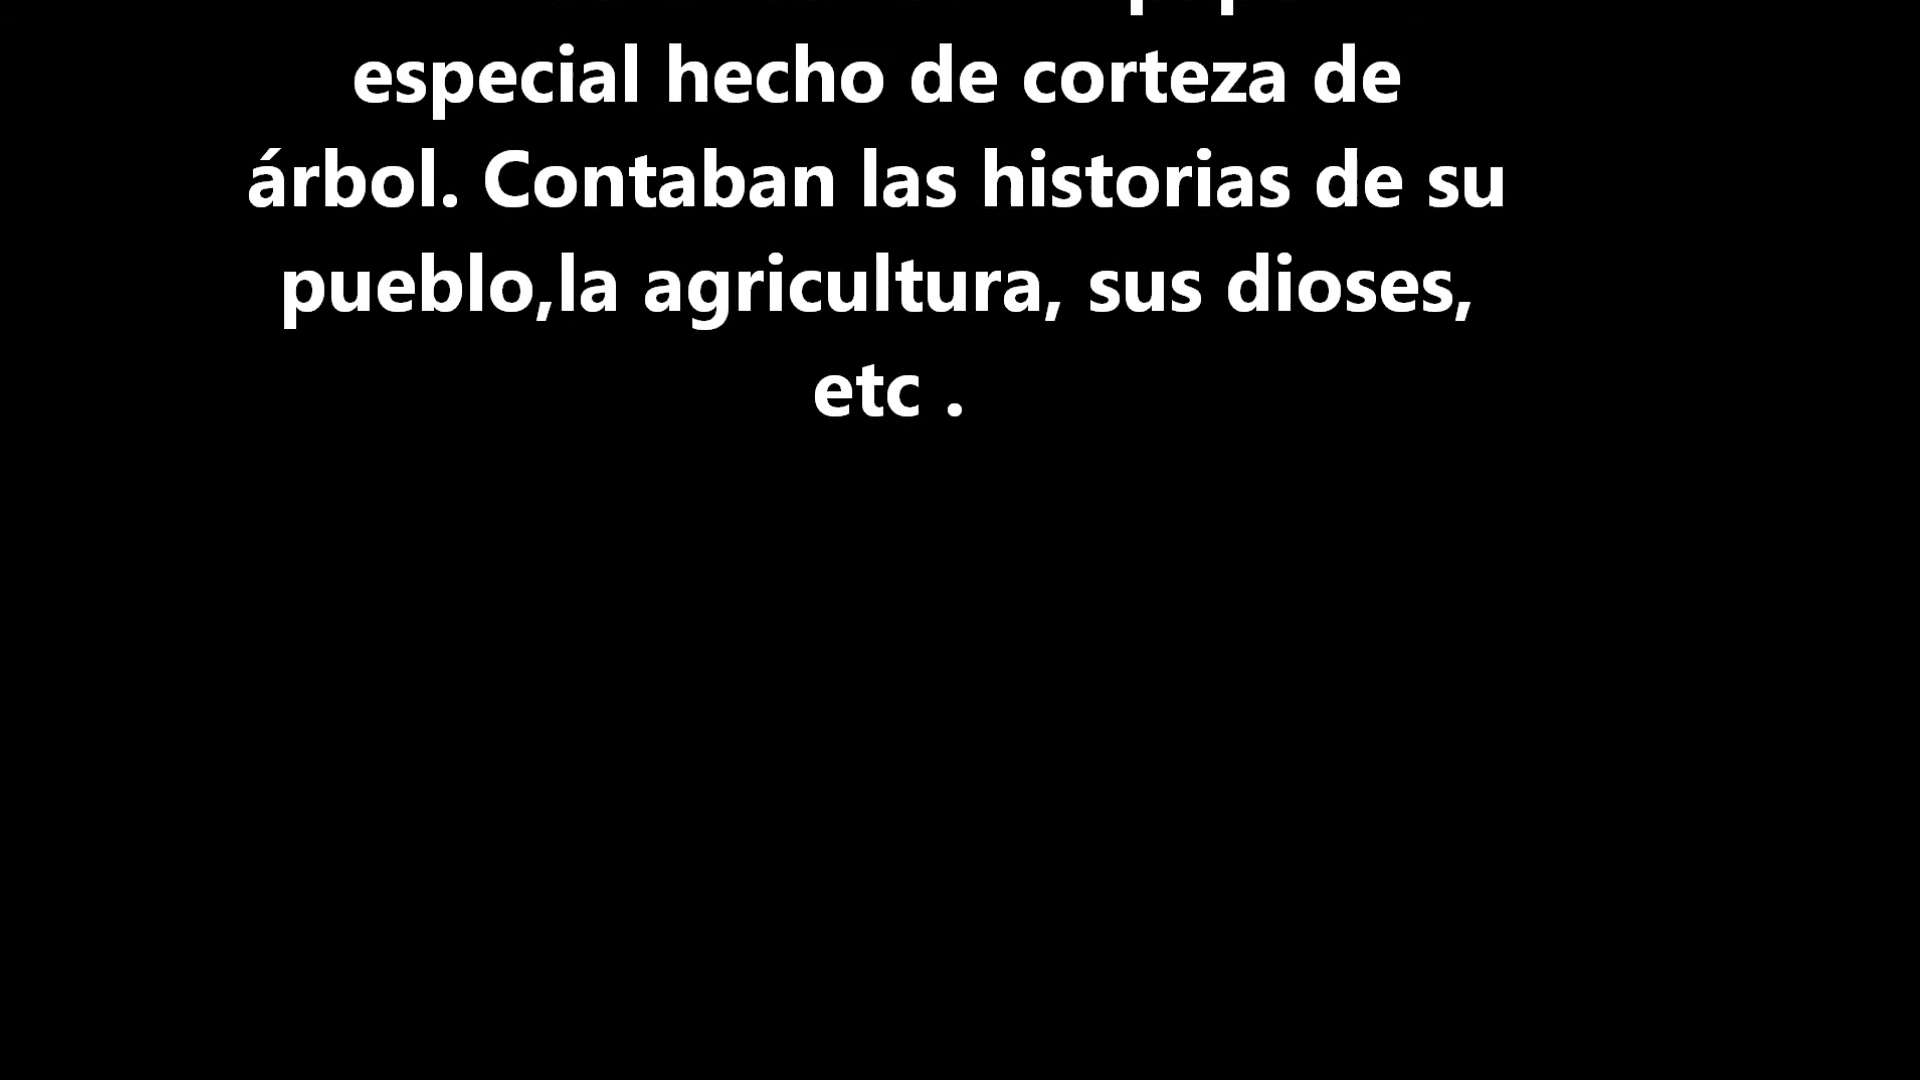 especial hecho de corteza de
árbol. Contaban las historias de su
pueblo,la agricultura, sus dioses,
etc .